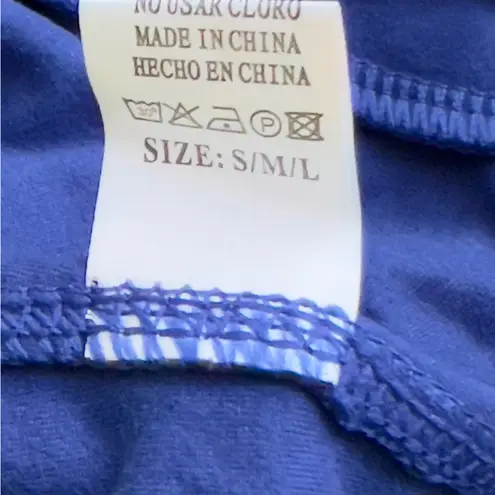 NO USAR CLORO
MADE IN CHINA
HECHO EN CHINA
P
SIZE: S/M/L